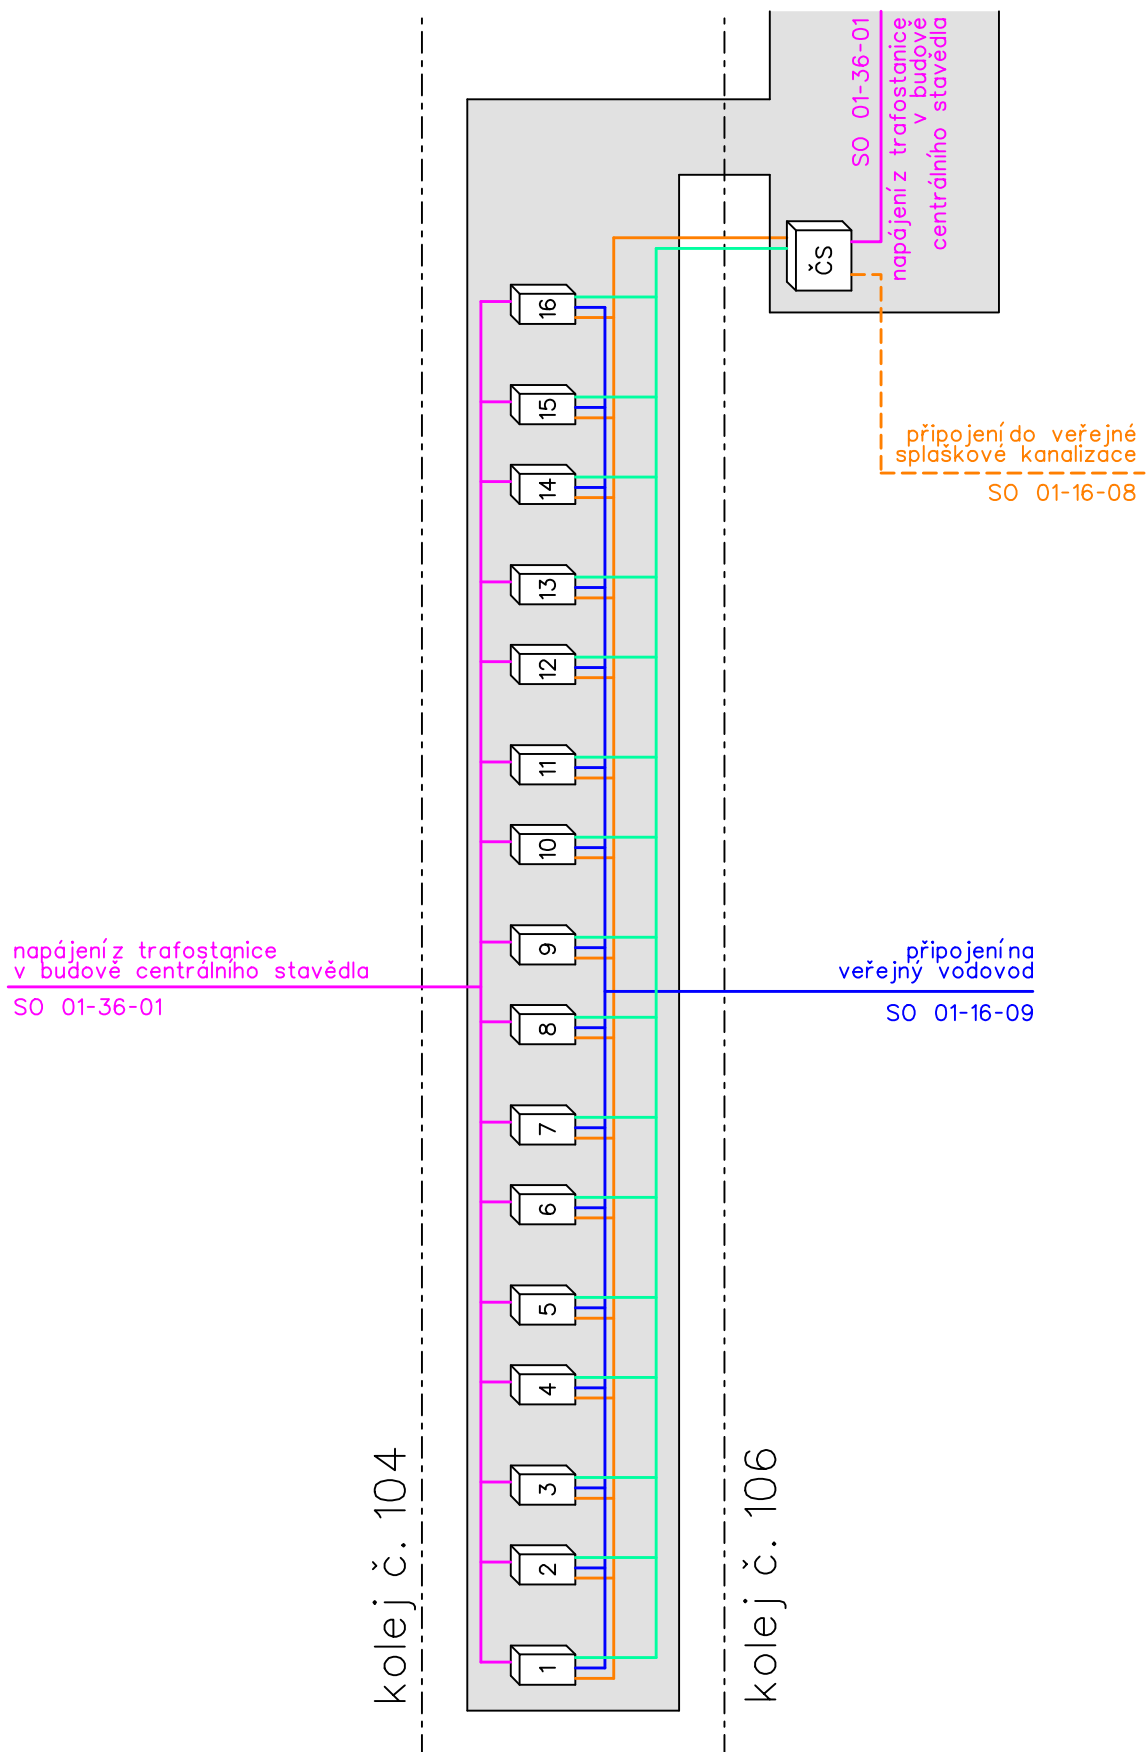 SO 01-36-01
napájení z trafostanice
v budově
centrálního stavědla
ČS
16
15
připojení do veřejné
splaškové kanalizace
SO 01-16-08
14
13
12
11
10
9
napájení z trafostanice
v budově centrálního stavědla
SO 01-36-01
připojení na
veřejný vodovod
SO 01-16-09
8
7
6
5
4
3
2
1
kolej č. 104
kolej č. 106